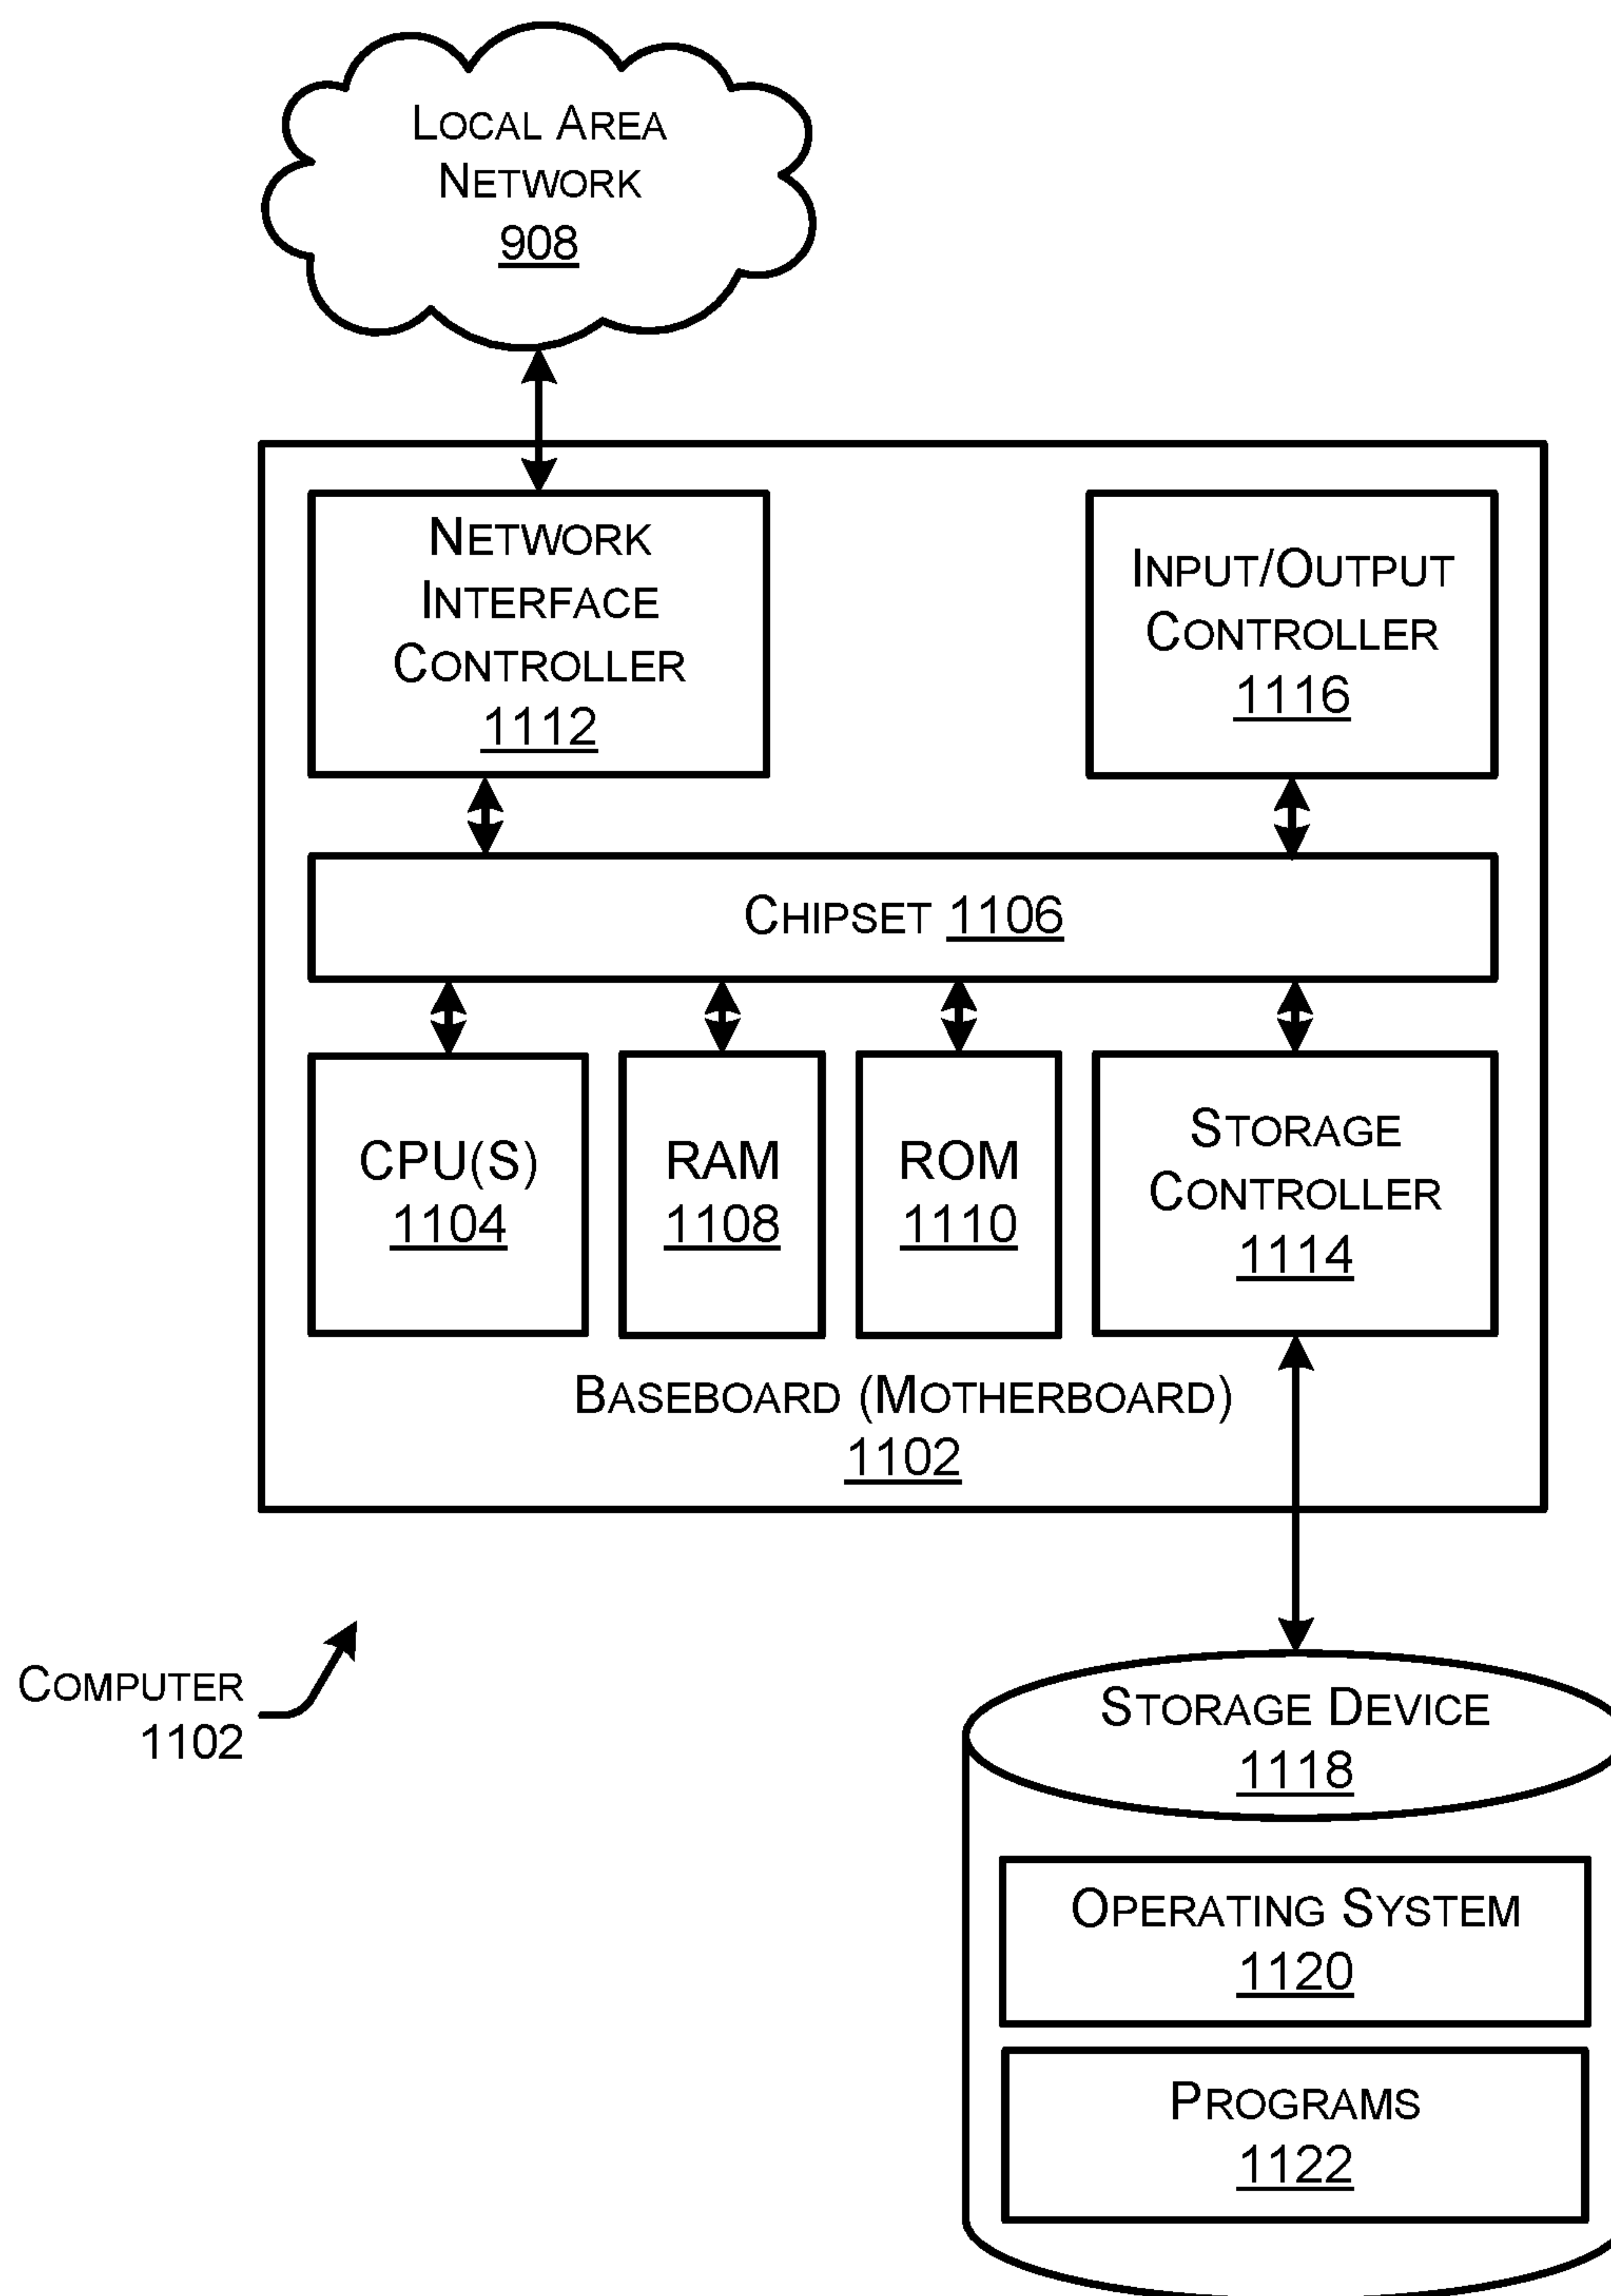 LOCAL AREA
NETWORK
908
NETWORK
INTERFACE
CONTROLLER
1112
INPUT/OUTPUT
CONTROLLER
1116
CHIPSET 1106
CPU(S)
1104
RAM
1108
ROM
1110
STORAGE
CONTROLLER
1114
BASEBOARD (MOTHERBOARD)
1102
COMPUTER
1102
STORAGE DEVICE
1118
OPERATING SYSTEM
1120
PROGRAMS
1122